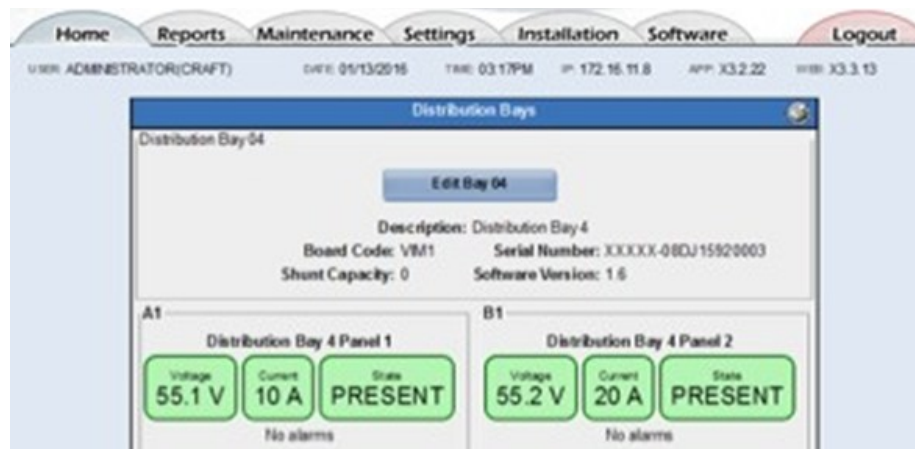 Home Reports Maintenance Settings Installation Software Logout
USER: ADMINISTRATOR(CRAFT) DATE: 01/13/2016 TIME: 03:17PM IP: 172.16.11.8 APP: X3.2.22 WEB: X3.3.13
Distribution Bays
Distribution Bay 04
Edit Bay 04
Description: Distribution Bay 4
Board Code: VIM1 Serial Number: XXXXX-08DJ15920003
Shunt Capacity: 0 Software Version: 1.6
A1 B1
Distribution Bay 4 Panel 1 Distribution Bay 4 Panel 2
Voltage Current State Voltage Current State
55.1 V 10 A PRESENT 55.2 V 20 A PRESENT
No alarms No alarms